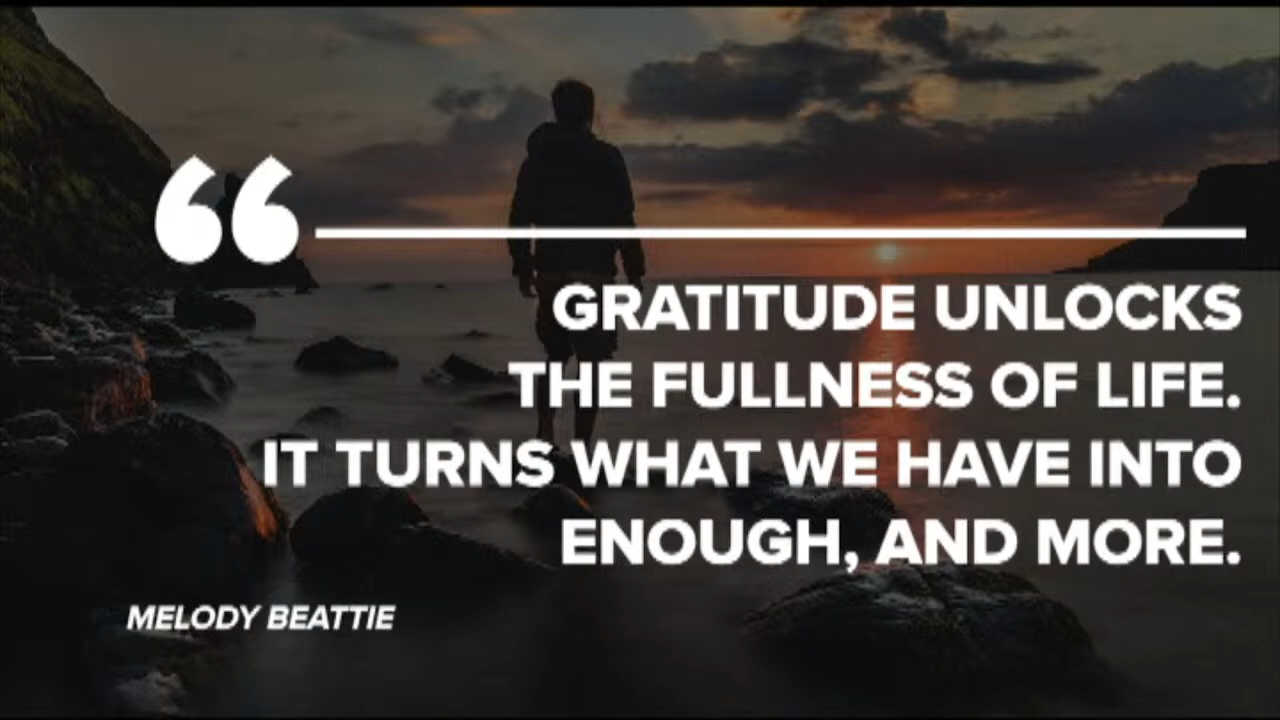 “
GRATITUDE UNLOCKS
THE FULLNESS OF LIFE.
IT TURNS WHAT WE HAVE INTO
ENOUGH, AND MORE.
MELODY BEATTIE